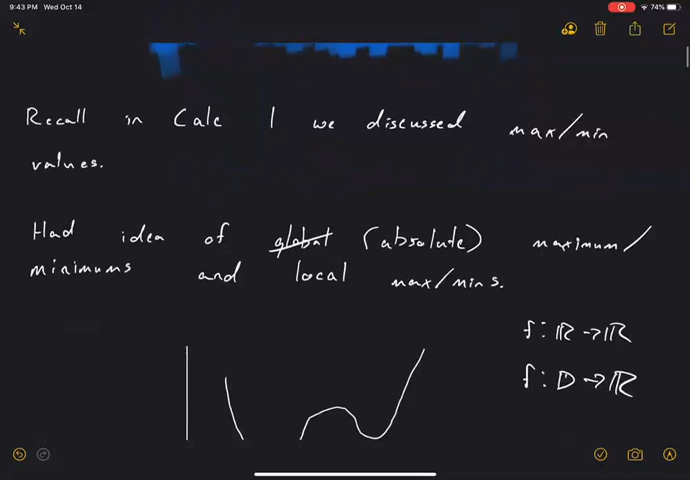 9:43 PM Wed Oct 14
74%
Recall in Calc 1 we discussed max/min
values.
Had idea of global (absolute) maximum/
minimums and local max/mins.
f: ℝ → ℝ
f: D → ℝ